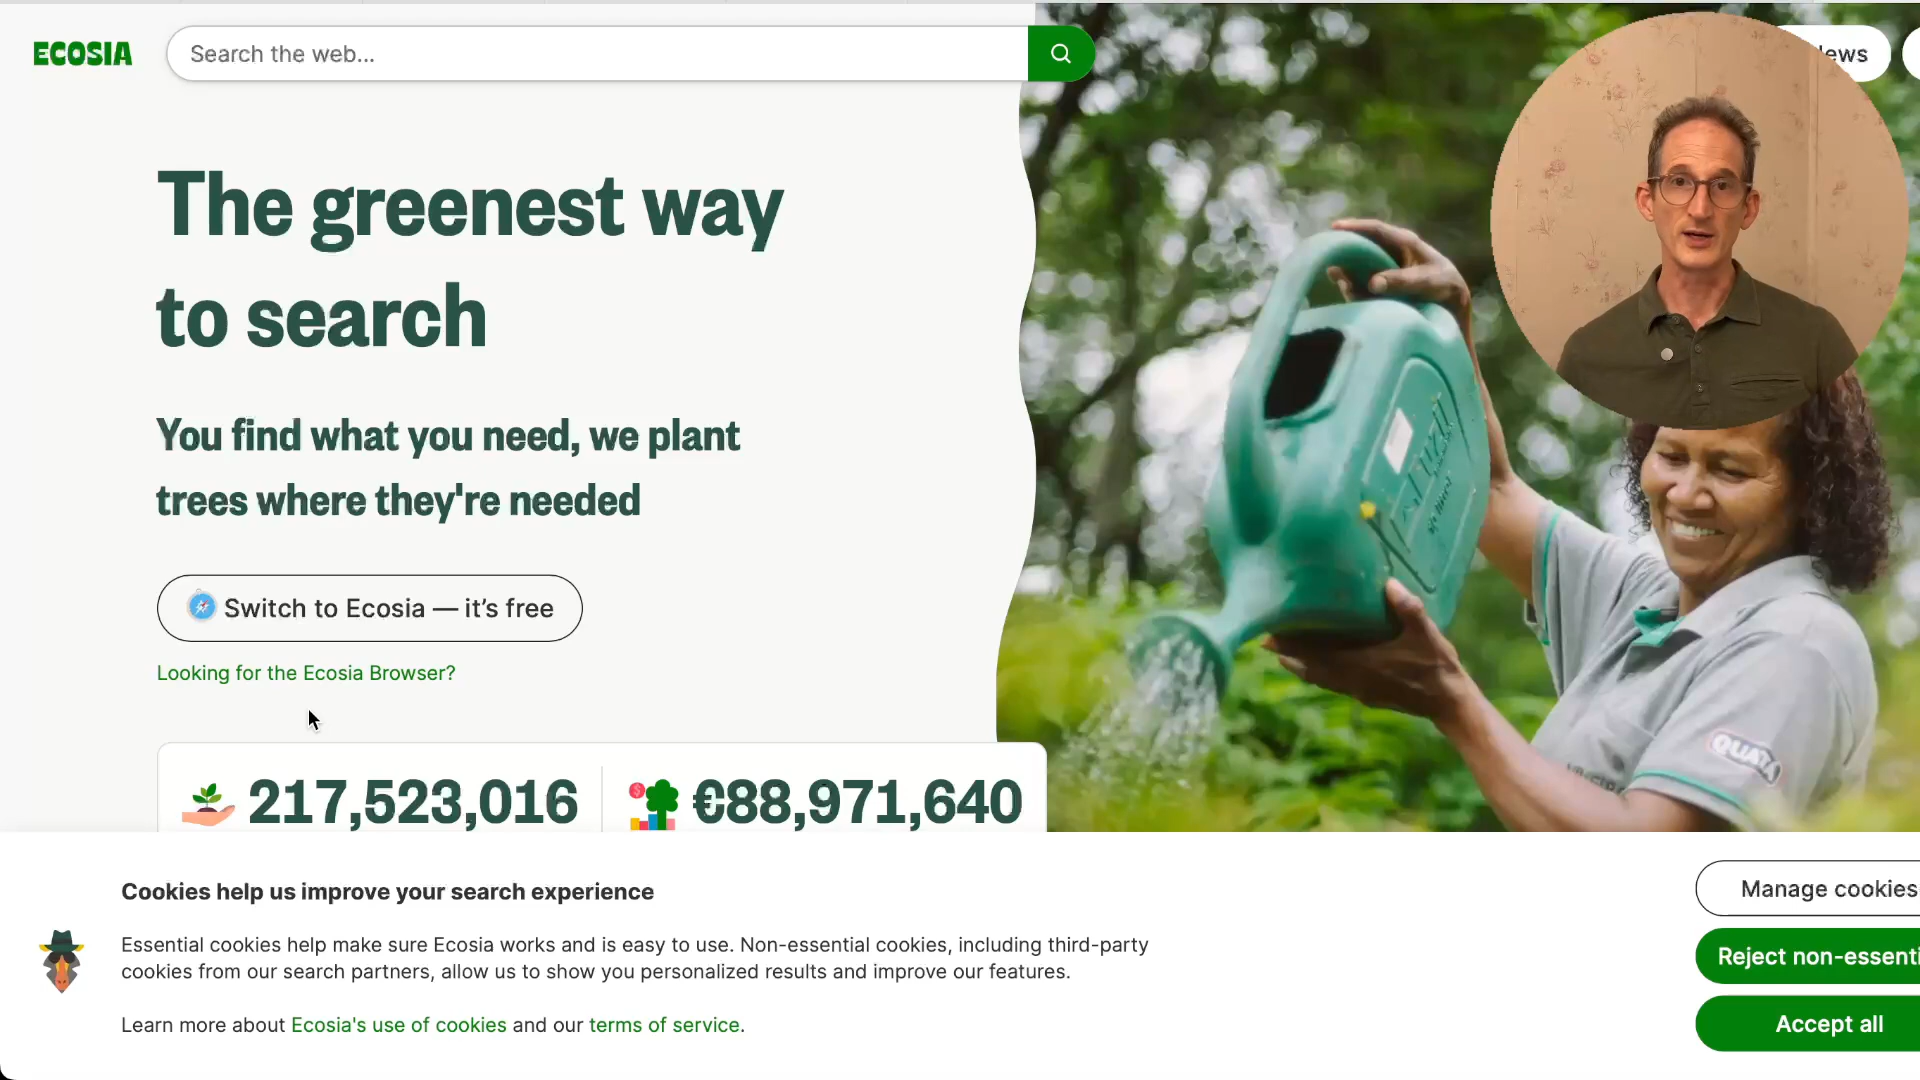 ECOSIA
Search the web...
The greenest way
to search
You find what you need, we plant
trees where they're needed
Switch to Ecosia — it's free
Looking for the Ecosia Browser?
217,523,016
€88,971,640
Cookies help us improve your search experience
Essential cookies help make sure Ecosia works and is easy to use. Non-essential cookies, including third-party
cookies from our search partners, allow us to show you personalized results and improve our features.
Learn more about Ecosia's use of cookies and our terms of service.
Manage cookies
Reject non-essenti
Accept all